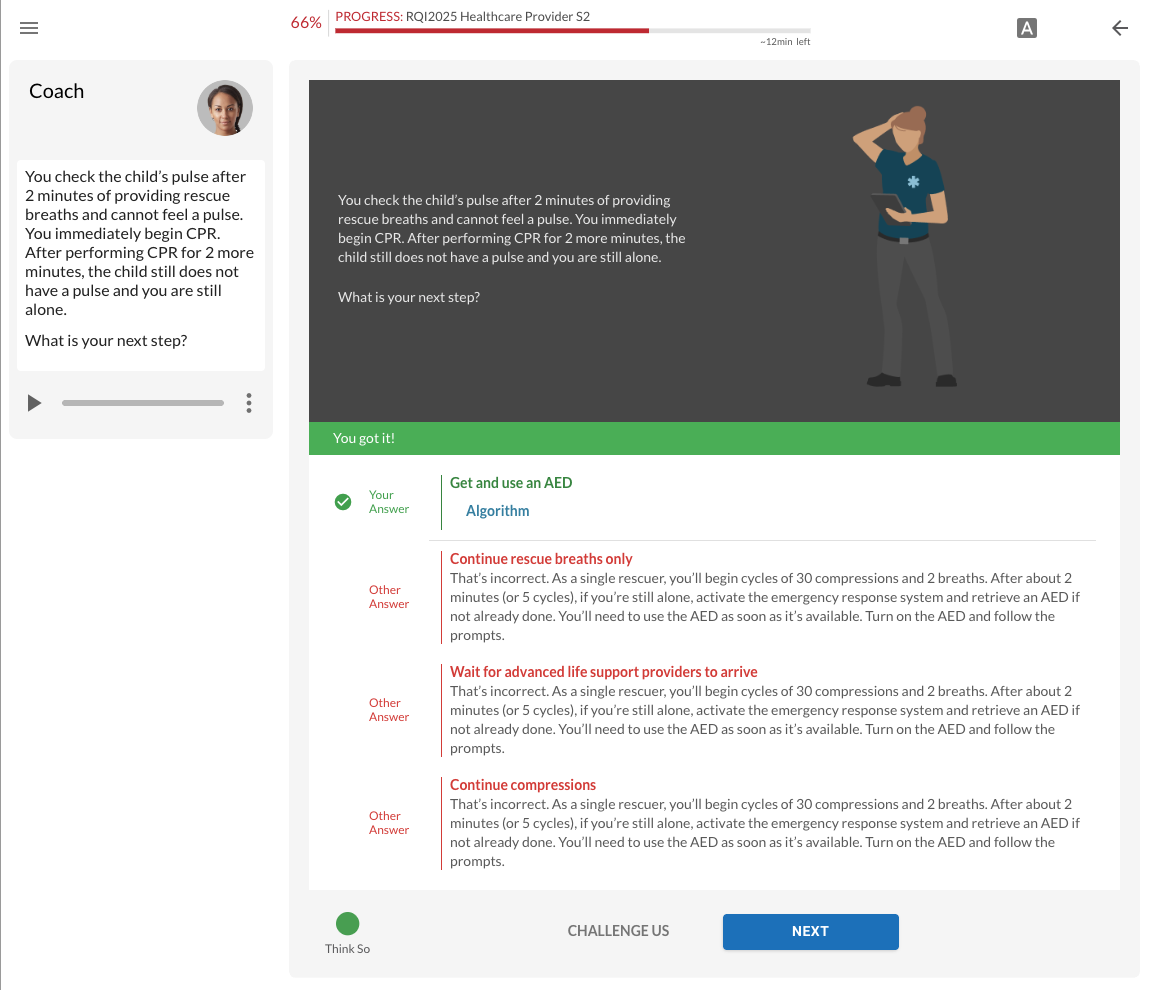 66%
PROGRESS: RQI2025 Healthcare Provider S2
~12min left
A
Coach
You check the child’s pulse after
2 minutes of providing rescue
breaths and cannot feel a pulse.
You immediately begin CPR.
After performing CPR for 2 more
minutes, the child still does not
have a pulse and you are still
alone.
What is your next step?
You check the child’s pulse after 2 minutes of providing
rescue breaths and cannot feel a pulse. You immediately
begin CPR. After performing CPR for 2 more minutes, the
child still does not have a pulse and you are still alone.
What is your next step?
You got it!
Your
Answer
Get and use an AED
Algorithm
Other
Answer
Continue rescue breaths only
That’s incorrect. As a single rescuer, you’ll begin cycles of 30 compressions and 2 breaths. After about 2
minutes (or 5 cycles), if you’re still alone, activate the emergency response system and retrieve an AED if
not already done. You’ll need to use the AED as soon as it’s available. Turn on the AED and follow the
prompts.
Other
Answer
Wait for advanced life support providers to arrive
That’s incorrect. As a single rescuer, you’ll begin cycles of 30 compressions and 2 breaths. After about 2
minutes (or 5 cycles), if you’re still alone, activate the emergency response system and retrieve an AED if
not already done. You’ll need to use the AED as soon as it’s available. Turn on the AED and follow the
prompts.
Other
Answer
Continue compressions
That’s incorrect. As a single rescuer, you’ll begin cycles of 30 compressions and 2 breaths. After about 2
minutes (or 5 cycles), if you’re still alone, activate the emergency response system and retrieve an AED if
not already done. You’ll need to use the AED as soon as it’s available. Turn on the AED and follow the
prompts.
Think So
CHALLENGE US
NEXT